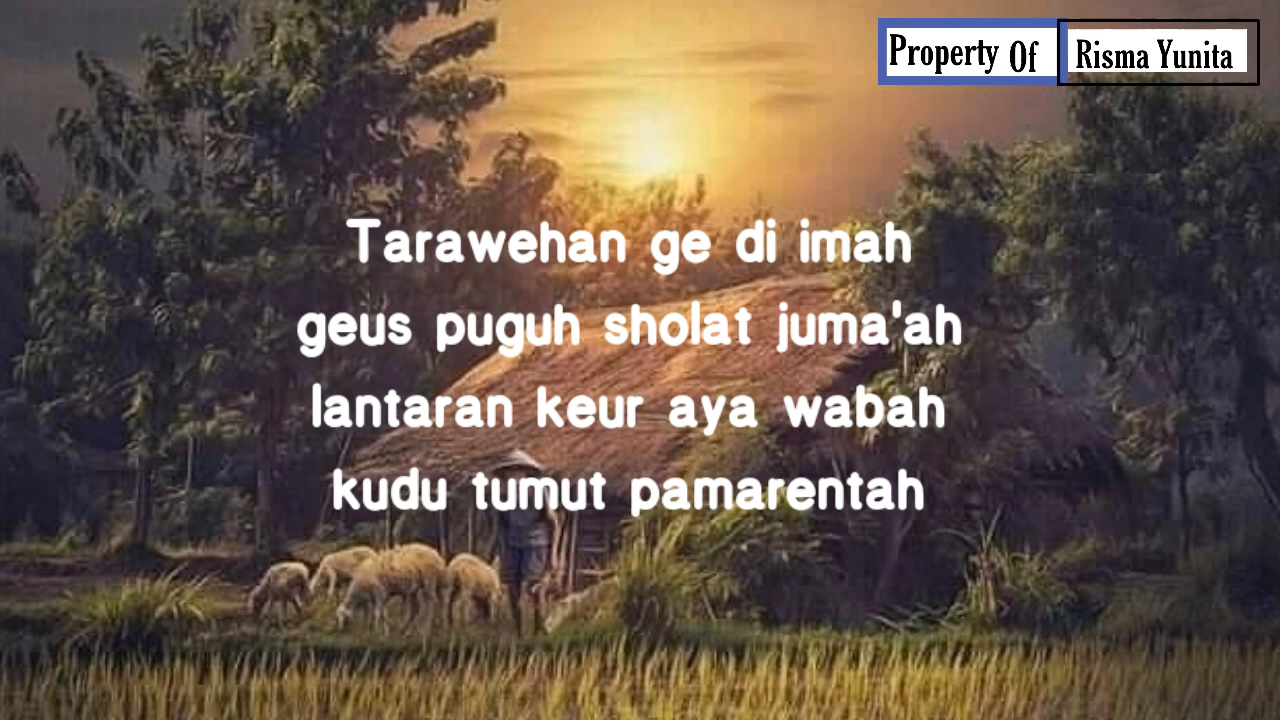 Property Of Risma Yunita
Tarawehan ge di imah
geus puguh sholat juma'ah
lantaran keur aya wabah
kudu tumut pamarentah